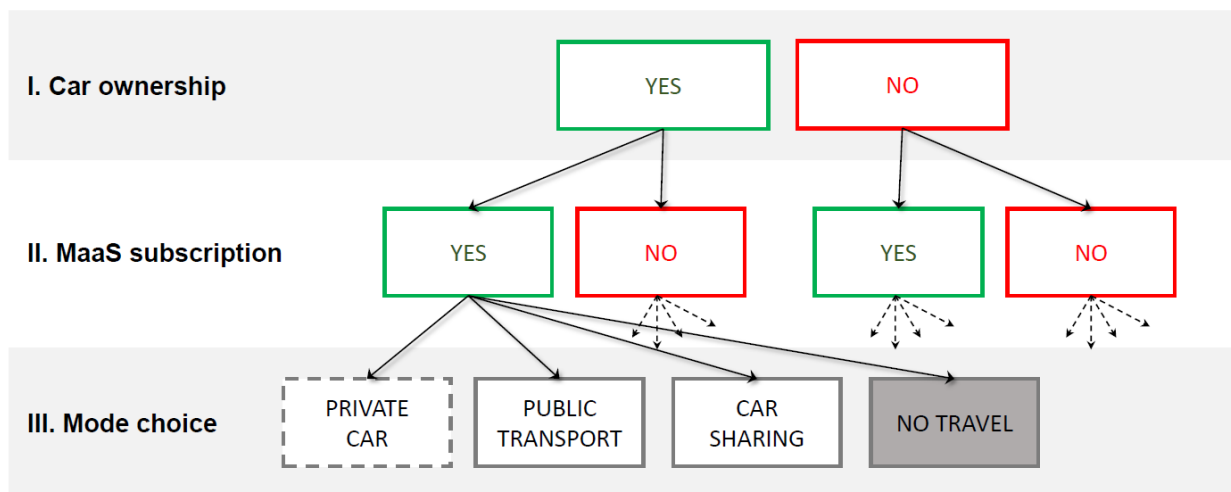 I. Car ownership
YES
NO
II. MaaS subscription
YES
NO
YES
NO
III. Mode choice
PRIVATE
CAR
PUBLIC
TRANSPORT
CAR
SHARING
NO TRAVEL